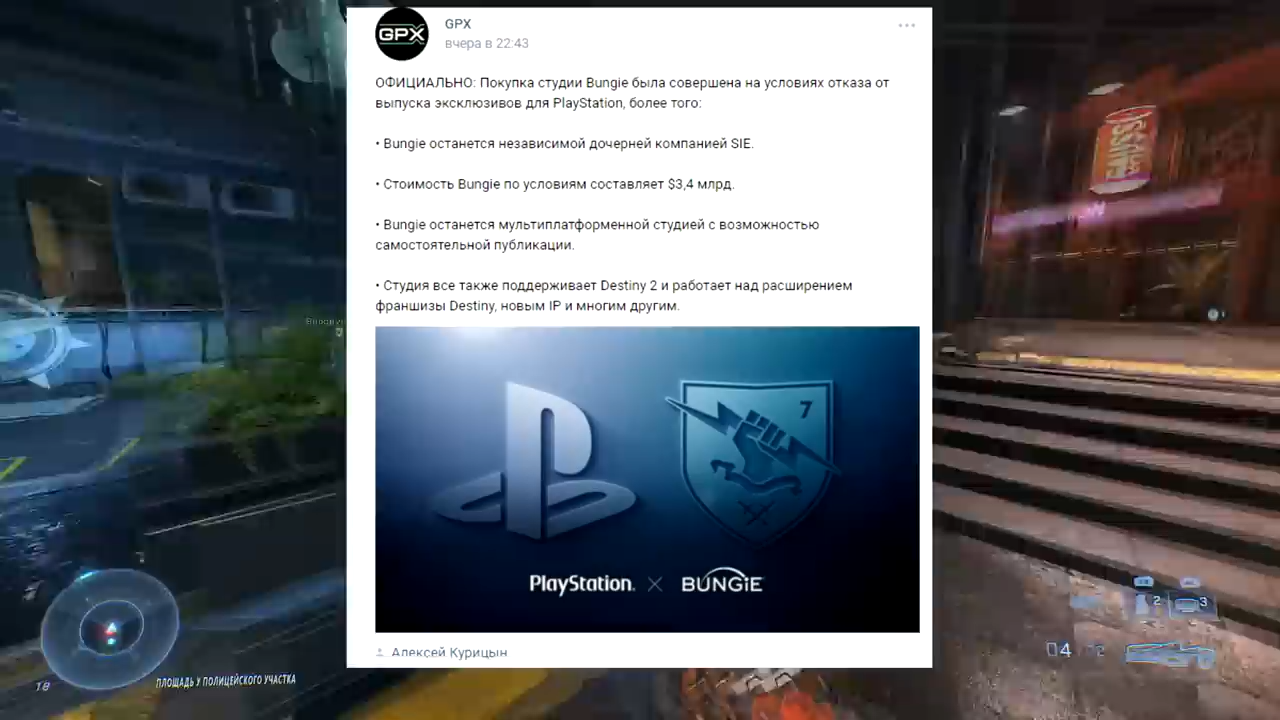 GPX
GPX
вчера в 22:43
ОФИЦИАЛЬНО: Покупка студии Bungie была совершена на условиях отказа от
выпуска эксклюзивов для PlayStation, более того:
• Bungie останется независимой дочерней компанией SIE.
• Стоимость Bungie по условиям составляет $3,4 млрд.
• Bungie останется мультиплатформенной студией с возможностью
самостоятельной публикации.
• Студия все также поддерживает Destiny 2 и работает над расширением
франшизы Destiny, новым IP и многим другим.
7
PlayStation. × BUNGiE
Алексей Курицын
18
ПЛОЩАДЬ У ПОЛИЦЕЙСКОГО УЧАСТКА
2
3
04